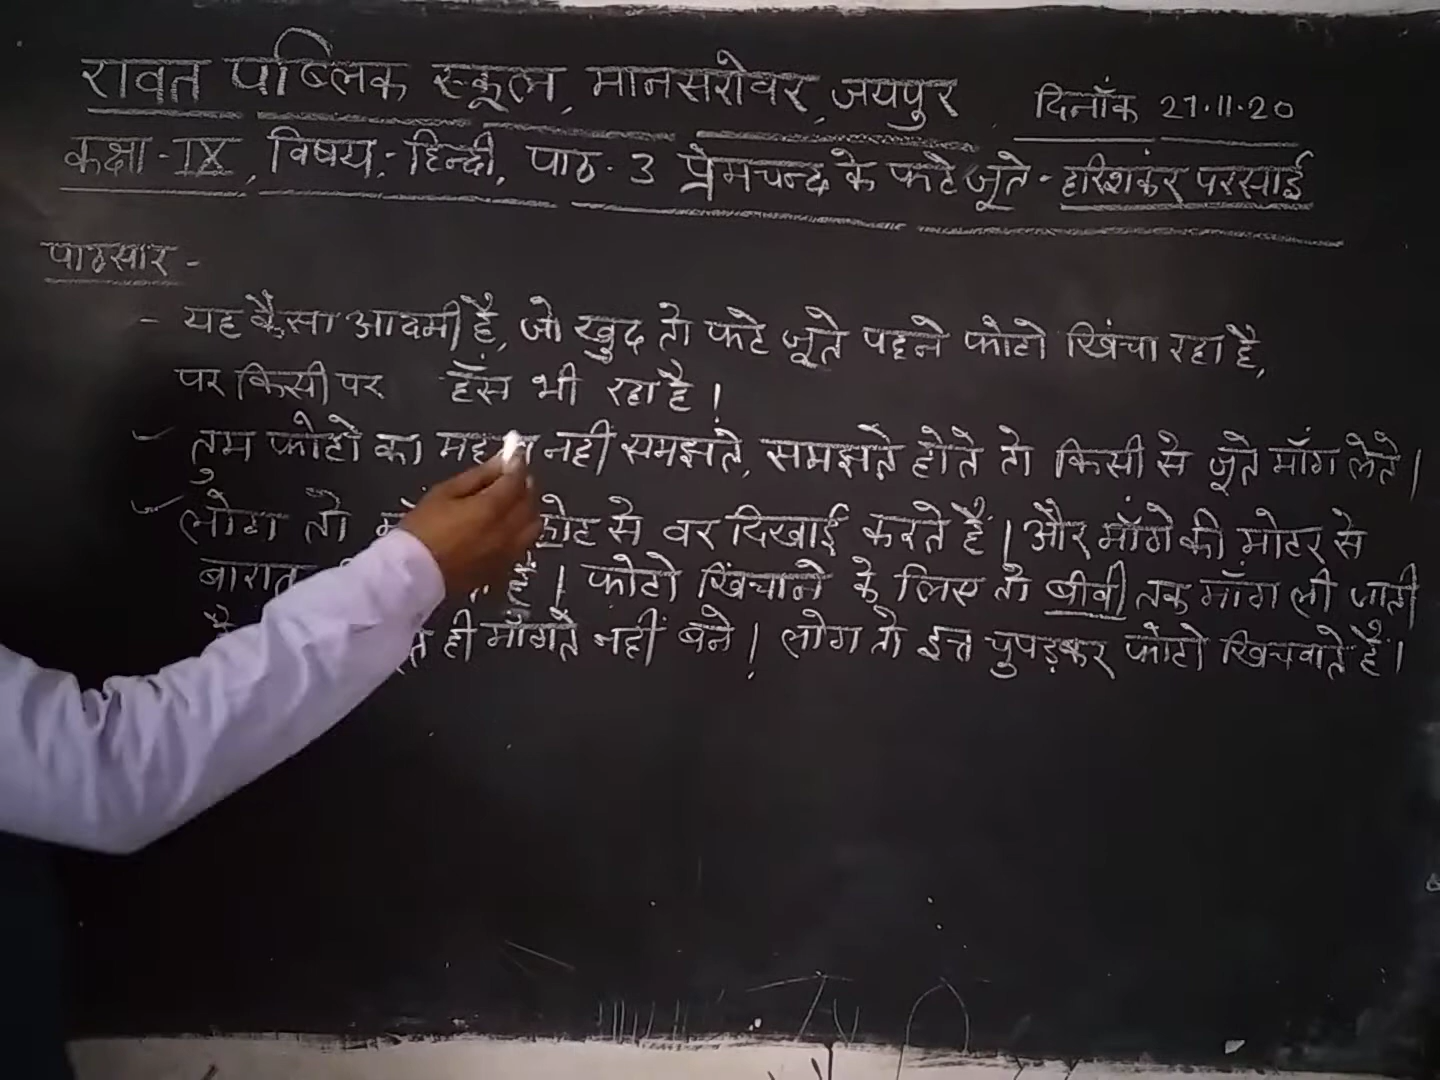 रावत पब्लिक स्कूल, मानसरोवर, जयपुर दिनाँक 21.11.20
कक्षा - IX, विषय:- हिन्दी, पाठ - 3 प्रेमचन्द के फटे जूते - हरिशंकर परसाई
पाठसार -
- यह कैसा आदमी है, जो खुद तो फटे जूते पहने फोटो खिंचा रहा है,
पर किसी पर हँस भी रहा है!
तुम फोटो का नहीं समझते, समझते होते तो किसी से जूते माँग लेते।
लोग तो कोट से वर दिखाई करते हैं। और माँगे की मोटर से
हैं। फोटो खिंचाने के लिए तो बीवी तक माँग ली जाती
ही माँगते नहीं बने! लोग तो इत्र चुपड़कर फोटो खिचवाते हैं।